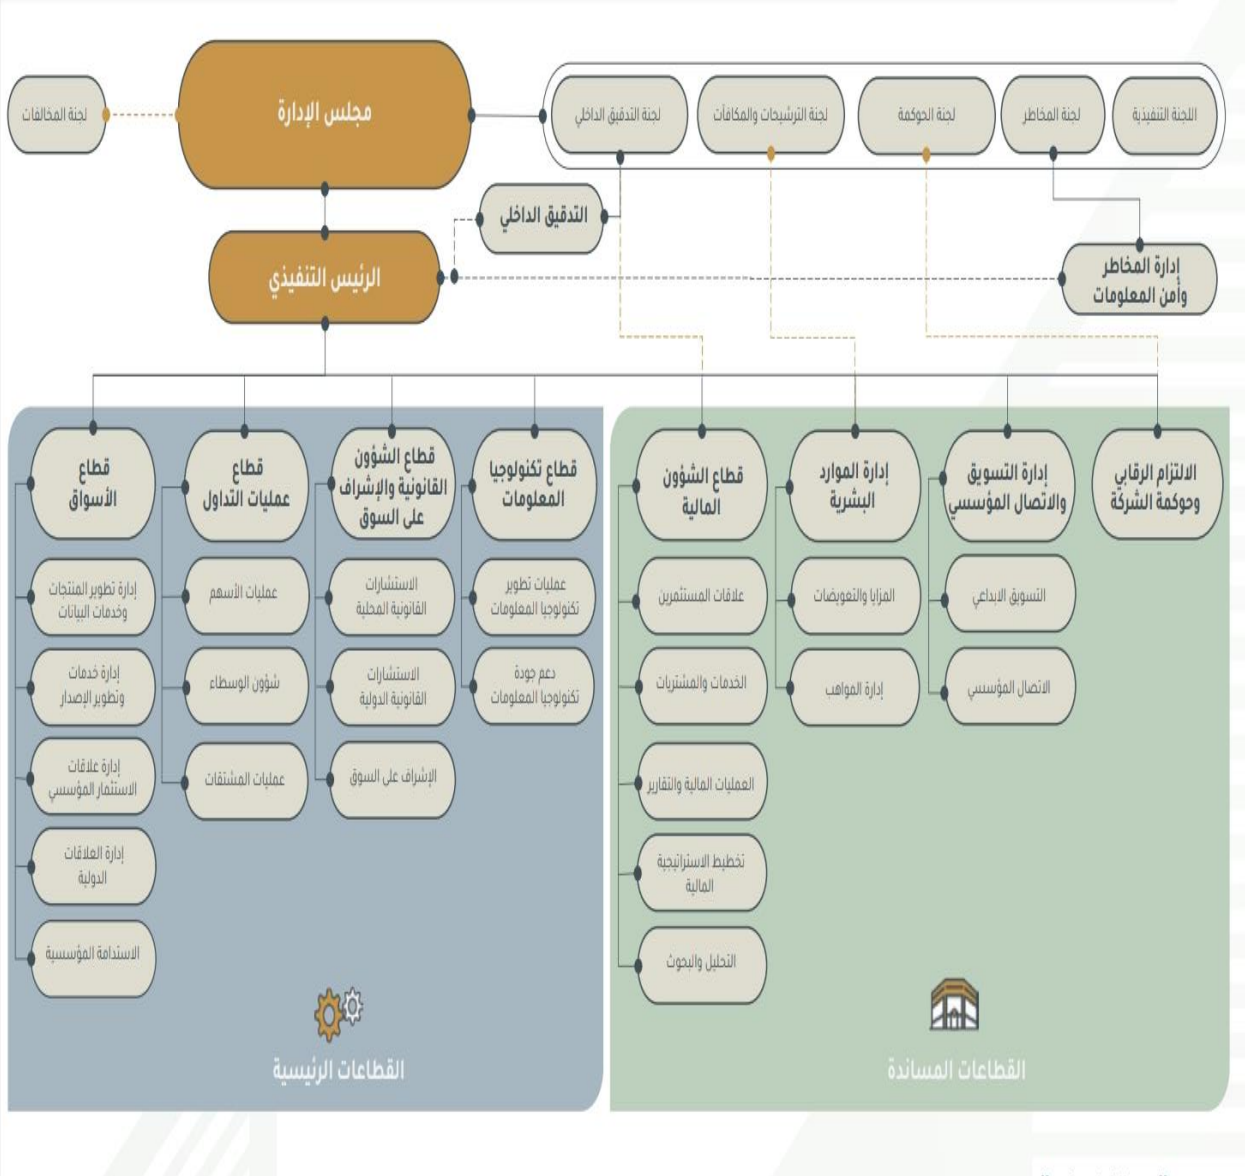 اللجنة التنفيذية
لجنة المخاطر
لجنة الحوكمة
لجنة الترشيحات والمكافآت
لجنة التدقيق الداخلي
مجلس الإدارة
لجنة المخالفات
التدقيق الداخلي
إدارة المخاطر
وأمن المعلومات
الرئيس التنفيذي
الالتزام الرقابي
وحوكمة الشركة
إدارة التسويق
والاتصال المؤسسي
التسويق الابداعي
الاتصال المؤسسي
إدارة الموارد
البشرية
المزايا والتعويضات
إدارة المواهب
قطاع الشؤون
المالية
علاقات المستثمرين
الخدمات والمشتريات
العمليات المالية والتقارير
تخطيط الاستراتيجية
المالية
التحليل والبحوث
القطاعات المساندة
قطاع تكنولوجيا
المعلومات
عمليات تطوير
تكنولوجيا المعلومات
دعم جودة
تكنولوجيا المعلومات
قطاع الشؤون
القانونية والإشراف
على السوق
الاستشارات
القانونية المحلية
الاستشارات
القانونية الدولية
الإشراف على السوق
قطاع
عمليات التداول
عمليات الأسهم
شؤون الوسطاء
عمليات المشتقات
قطاع
الأسواق
إدارة تطوير المنتجات
وخدمات البيانات
إدارة خدمات
وتطوير الإصدار
إدارة علاقات
الاستثمار المؤسسي
إدارة العلاقات
الدولية
الاستدامة المؤسسية
القطاعات الرئيسية